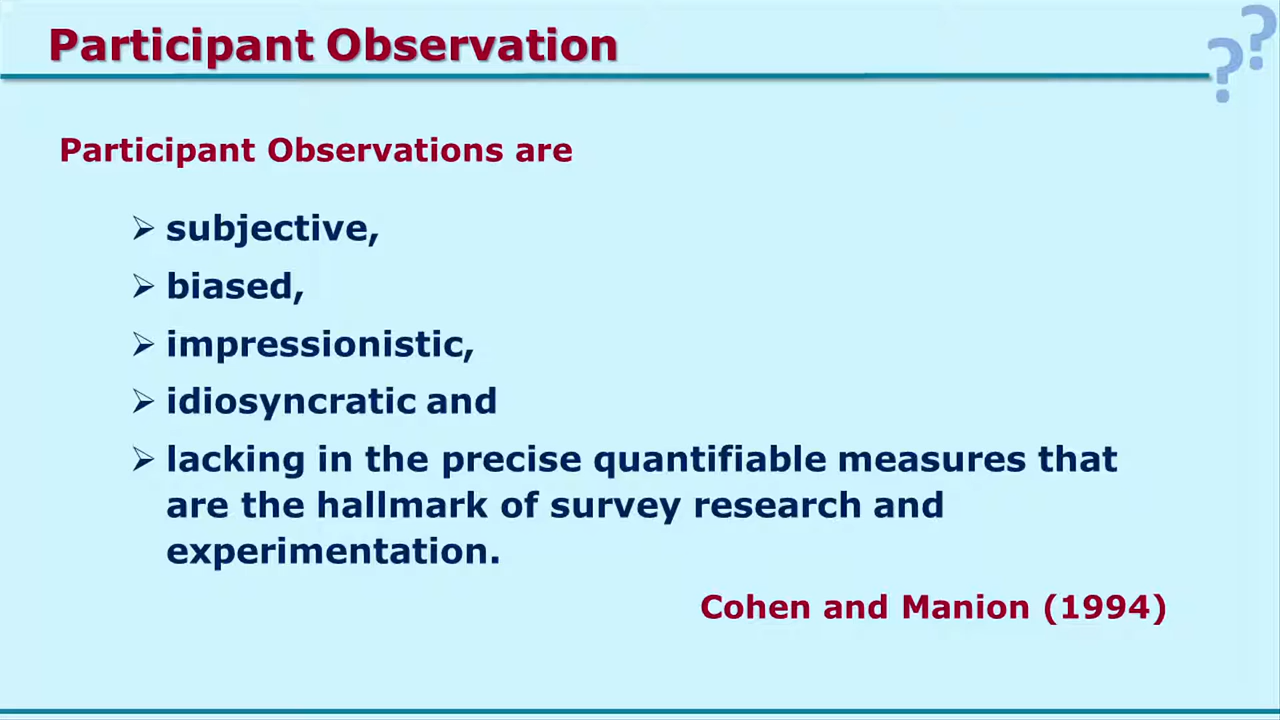 Participant Observation
??
Participant Observations are
➢ subjective,
➢ biased,
➢ impressionistic,
➢ idiosyncratic and
➢ lacking in the precise quantifiable measures that
are the hallmark of survey research and
experimentation.
Cohen and Manion (1994)